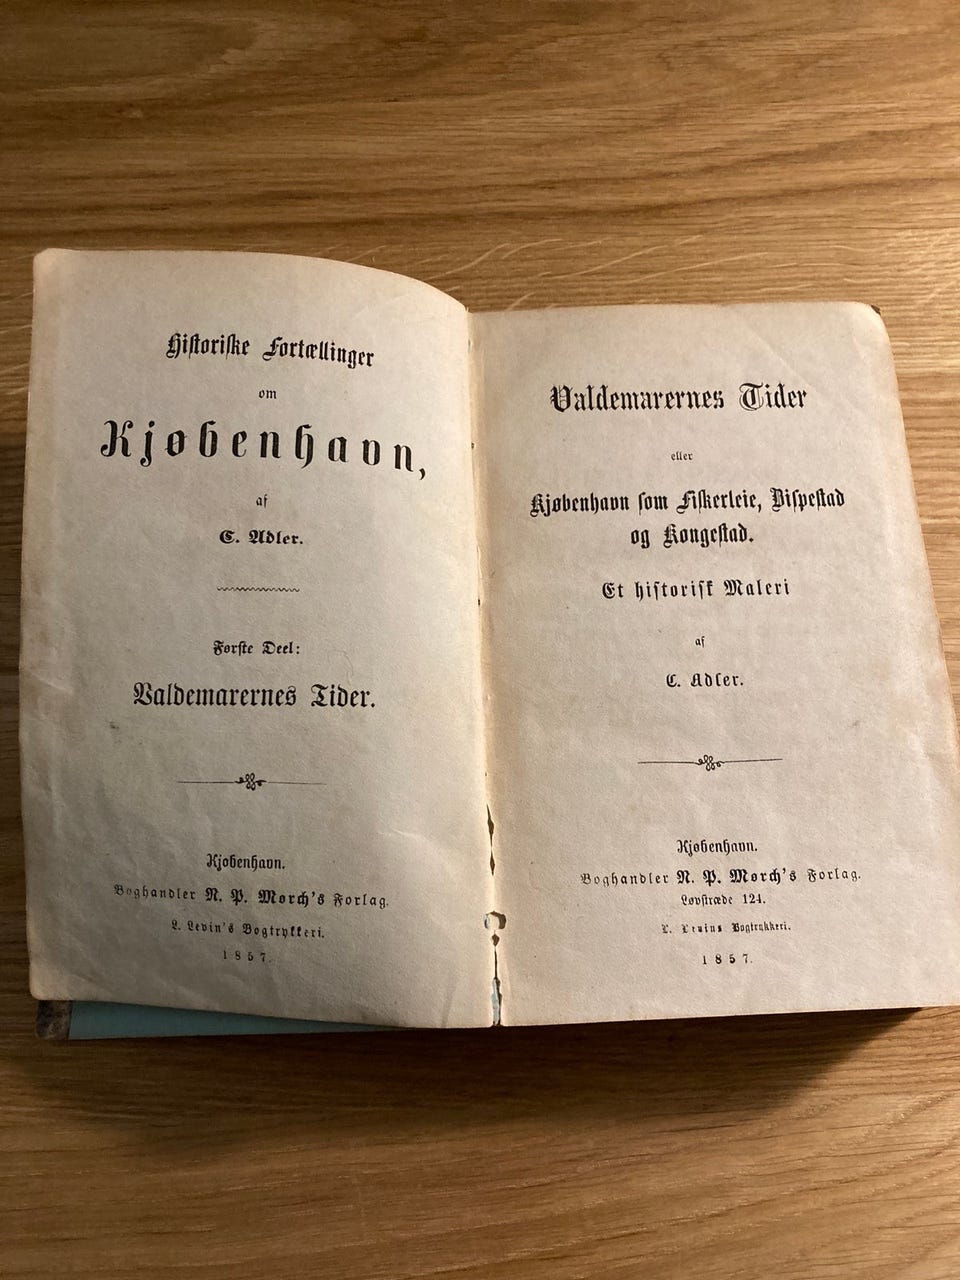 Historiske Fortællinger
om
Kjøbenhavn,
af
C. Adler.
Første Deel:
Valdemarernes Tider.
Kjøbenhavn.
Boghandler N. P. Mørch's Forlag.
L. Levin's Bogtrykkeri.
1857.
Valdemarernes Tider
eller
Kjøbenhavn som Fiskerleie, Bispestad
og Kongestad.
Et historisk Maleri
af
C. Adler.
Kjøbenhavn.
Boghandler N. P. Mørch's Forlag.
Løvstræde 124.
L. Levins Bogtrykkeri.
1857.